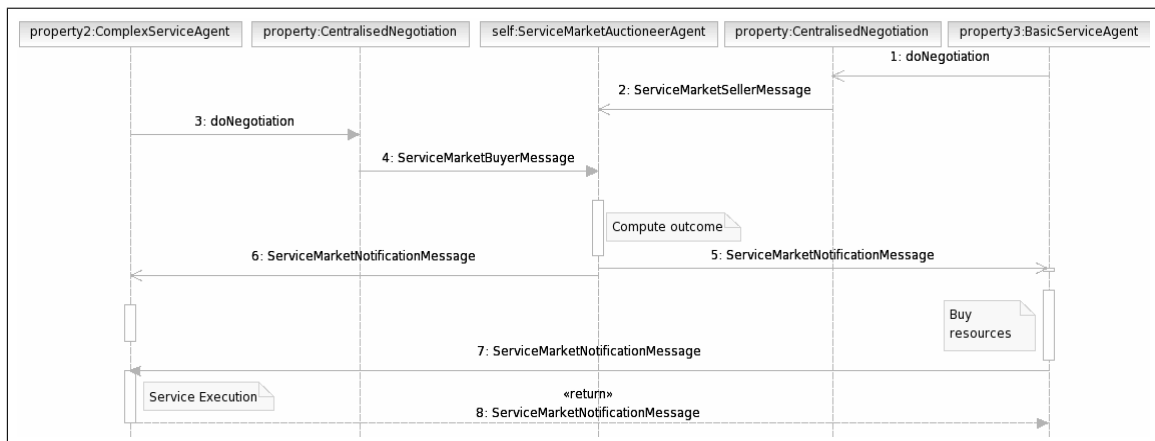 property2:ComplexServiceAgent
property:CentralisedNegotiation
self:ServiceMarketAuctioneerAgent
property:CentralisedNegotiation
property3:BasicServiceAgent
1: doNegotiation
2: ServiceMarketSellerMessage
3: doNegotiation
4: ServiceMarketBuyerMessage
Compute outcome
6: ServiceMarketNotificationMessage
5: ServiceMarketNotificationMessage
Buy
resources
7: ServiceMarketNotificationMessage
Service Execution
«return»
8: ServiceMarketNotificationMessage